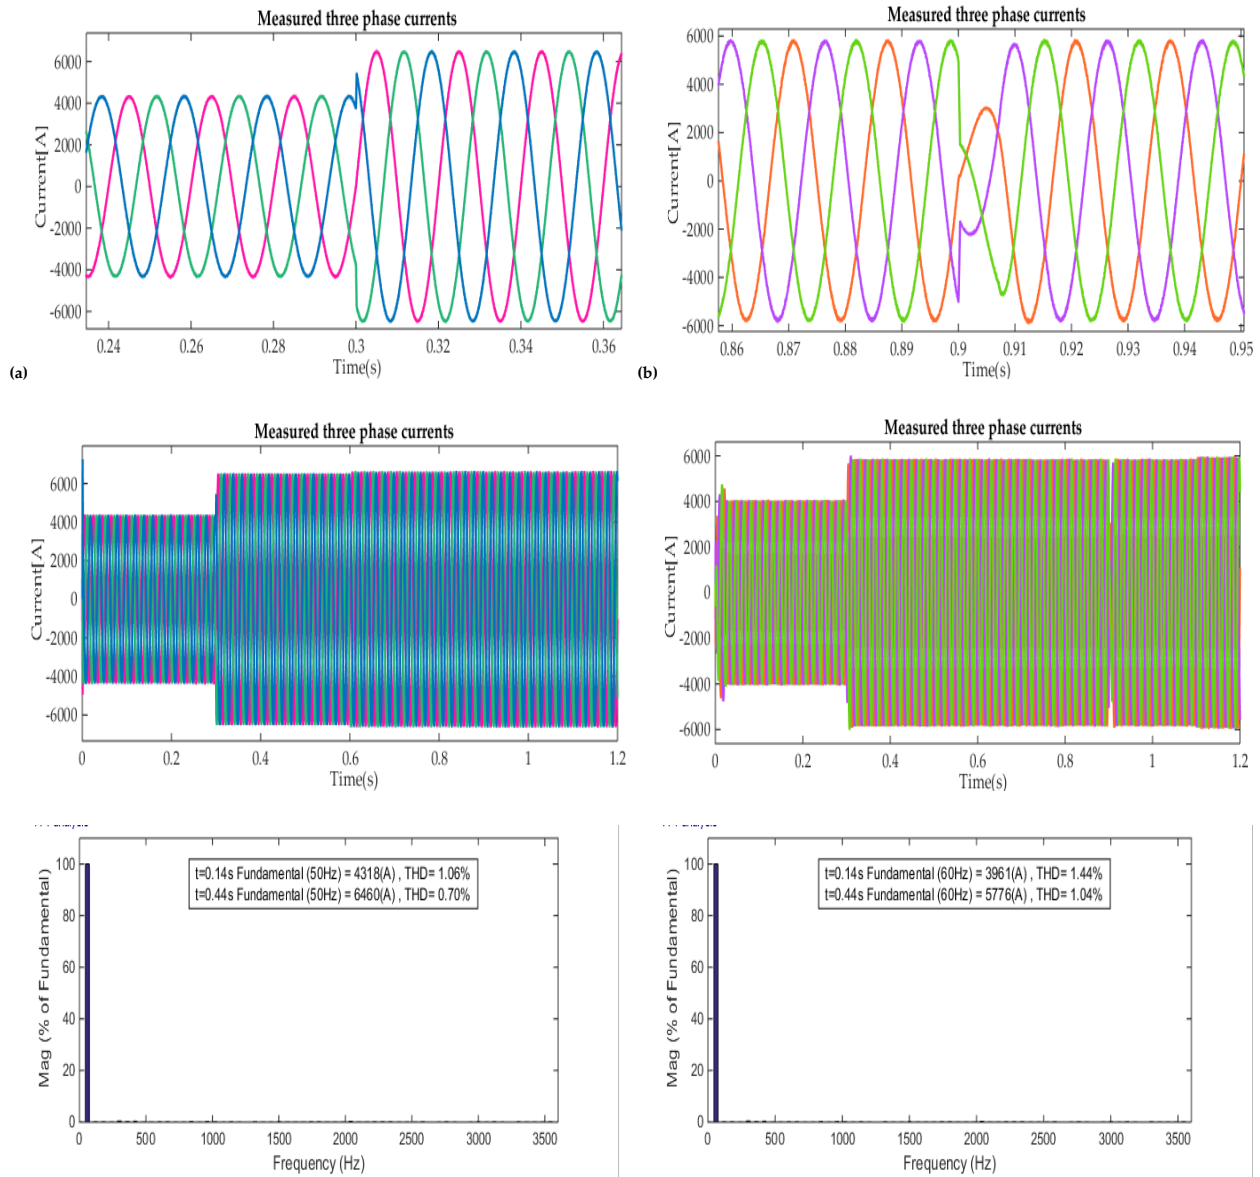 Measured three phase currents
6000
4000
2000
0
-2000
-4000
-6000
Current[A]
0.24 0.26 0.28 0.3 0.32 0.34 0.36
Time(s)
(a)
Measured three phase currents
6000
4000
2000
0
-2000
-4000
-6000
Current[A]
0.86 0.87 0.88 0.89 0.9 0.91 0.92 0.93 0.94 0.95
Time(s)
(b)
Measured three phase currents
6000
4000
2000
0
-2000
-4000
-6000
Current[A]
0 0.2 0.4 0.6 0.8 1 1.2
Time(s)
Measured three phase currents
6000
4000
2000
0
-2000
-4000
-6000
Current[A]
0 0.2 0.4 0.6 0.8 1 1.2
Time(s)
100
80
60
40
20
0
Mag (% of Fundamental)
t=0.14s Fundamental (50Hz) = 4318(A) , THD= 1.06%
t=0.44s Fundamental (50Hz) = 6460(A) , THD= 0.70%
0 500 1000 1500 2000 2500 3000 3500
Frequency (Hz)
100
80
60
40
20
0
Mag (% of Fundamental)
t=0.14s Fundamental (60Hz) = 3961(A) , THD= 1.44%
t=0.44s Fundamental (60Hz) = 5776(A) , THD= 1.04%
0 500 1000 1500 2000 2500 3000 3500
Frequency (Hz)